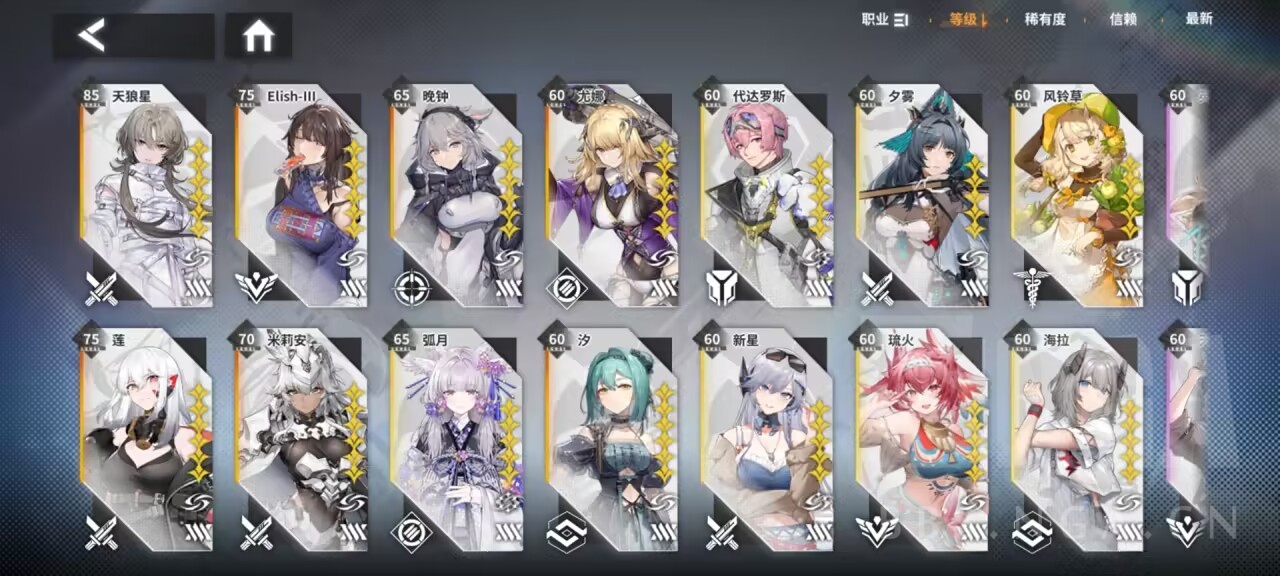 职业 等级 稀有度 信赖 最新
85 天狼星
75 Elish-III
65 晚钟
60 尤娜
60 代达罗斯
60 夕雾
60 风铃草
60
75 莲
70 米莉安
65 弧月
60 汐
60 新星
60 琉火
60 海拉
60